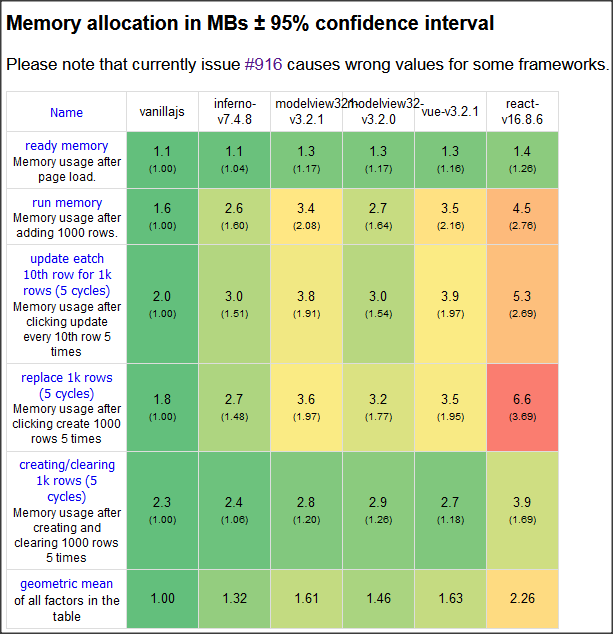 Memory allocation in MBs ± 95% confidence interval
Please note that currently issue #916 causes wrong values for some frameworks.
Name
vanillajs
inferno-
v7.4.8
modelview321-
v3.2.1
modelview32-
v3.2.0
vue-v3.2.1
react-
v16.8.6
ready memory
Memory usage after
page load.
1.1
(1.00)
1.1
(1.04)
1.3
(1.17)
1.3
(1.17)
1.3
(1.16)
1.4
(1.26)
run memory
Memory usage after
adding 1000 rows.
1.6
(1.00)
2.6
(1.60)
3.4
(2.08)
2.7
(1.64)
3.5
(2.16)
4.5
(2.76)
update eatch
10th row for 1k
rows (5 cycles)
Memory usage after
clicking update
every 10th row 5
times
2.0
(1.00)
3.0
(1.51)
3.8
(1.91)
3.0
(1.54)
3.9
(1.97)
5.3
(2.69)
replace 1k rows
(5 cycles)
Memory usage after
clicking create 1000
rows 5 times
1.8
(1.00)
2.7
(1.48)
3.6
(1.97)
3.2
(1.77)
3.5
(1.95)
6.6
(3.69)
creating/clearing
1k rows (5
cycles)
Memory usage after
creating and
clearing 1000 rows
5 times
2.3
(1.00)
2.4
(1.06)
2.8
(1.20)
2.9
(1.26)
2.7
(1.18)
3.9
(1.69)
geometric mean
of all factors in the
table
1.00
1.32
1.61
1.46
1.63
2.26